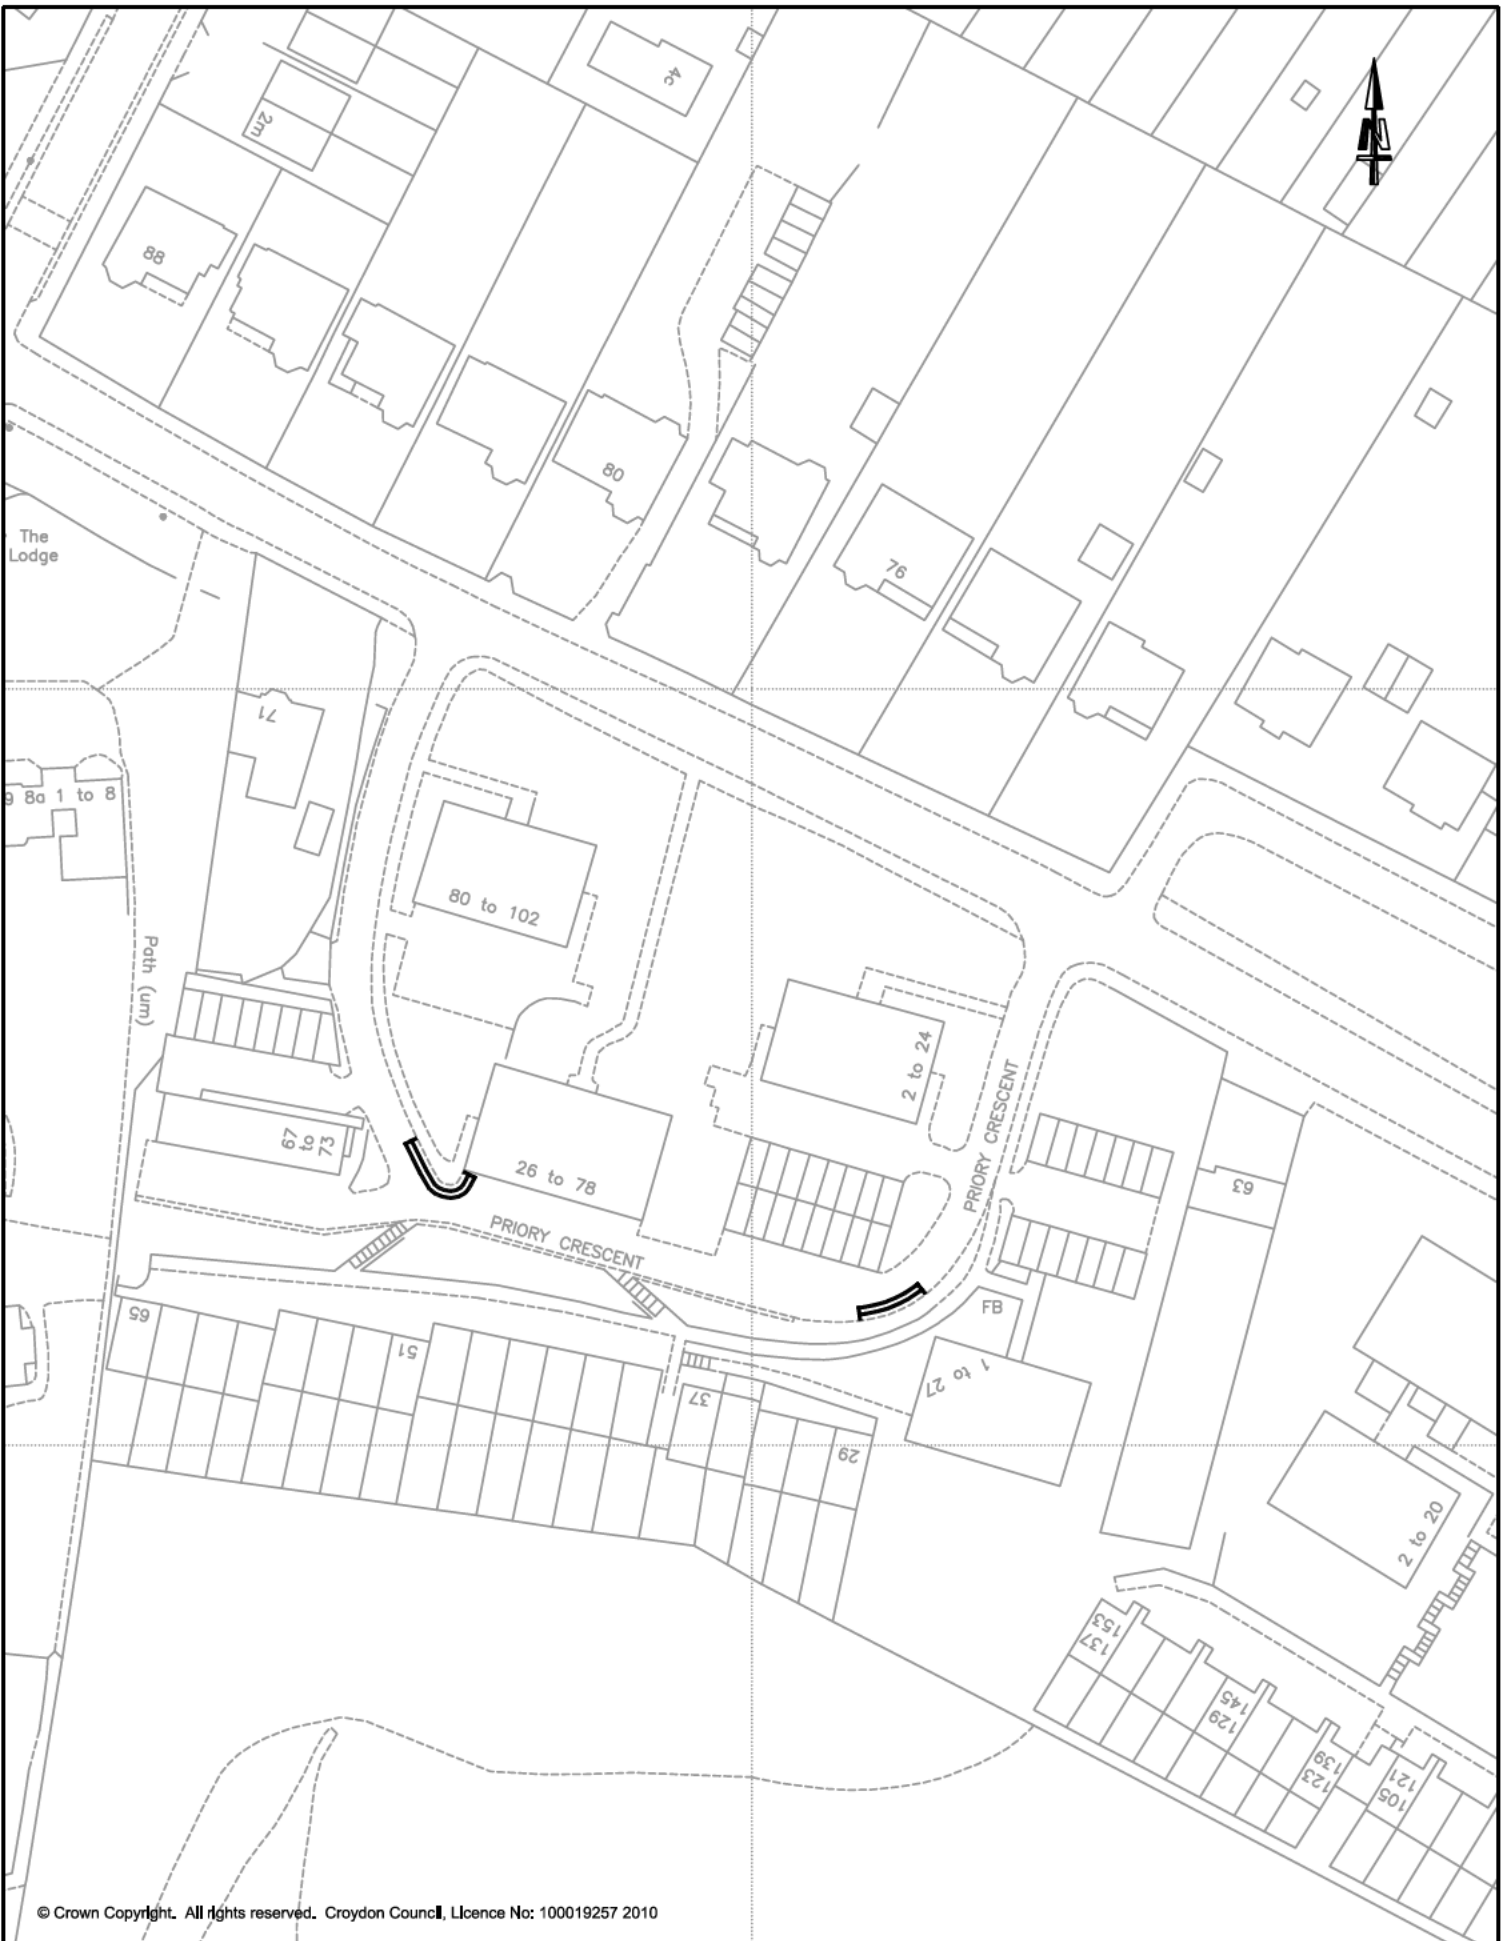 4c
N
2m
88
80
The
Lodge
76
71
9 8a 1 to 8
80 to 102
Path (um)
2 to 24
PRIORY CRESCENT
67
to
73
26 to 78
63
PRIORY CRESCENT
FB
65
51
1 to 27
37
29
2 to 20
153
137
145
129
139
123
121
105
© Crown Copyright. All rights reserved. Croydon Council, Licence No: 100019257 2010